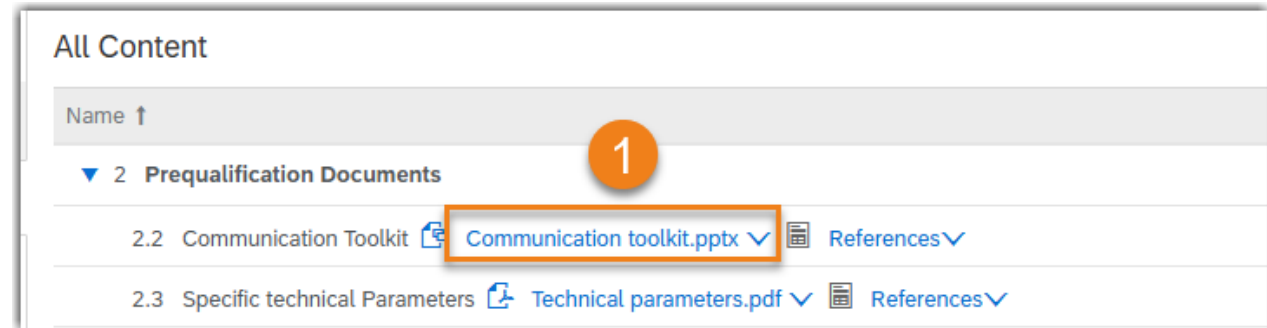 All Content
Name ↑
1
▼ 2 Prequalification Documents
2.2 Communication Toolkit Communication toolkit.pptx References
2.3 Specific technical Parameters Technical parameters.pdf References